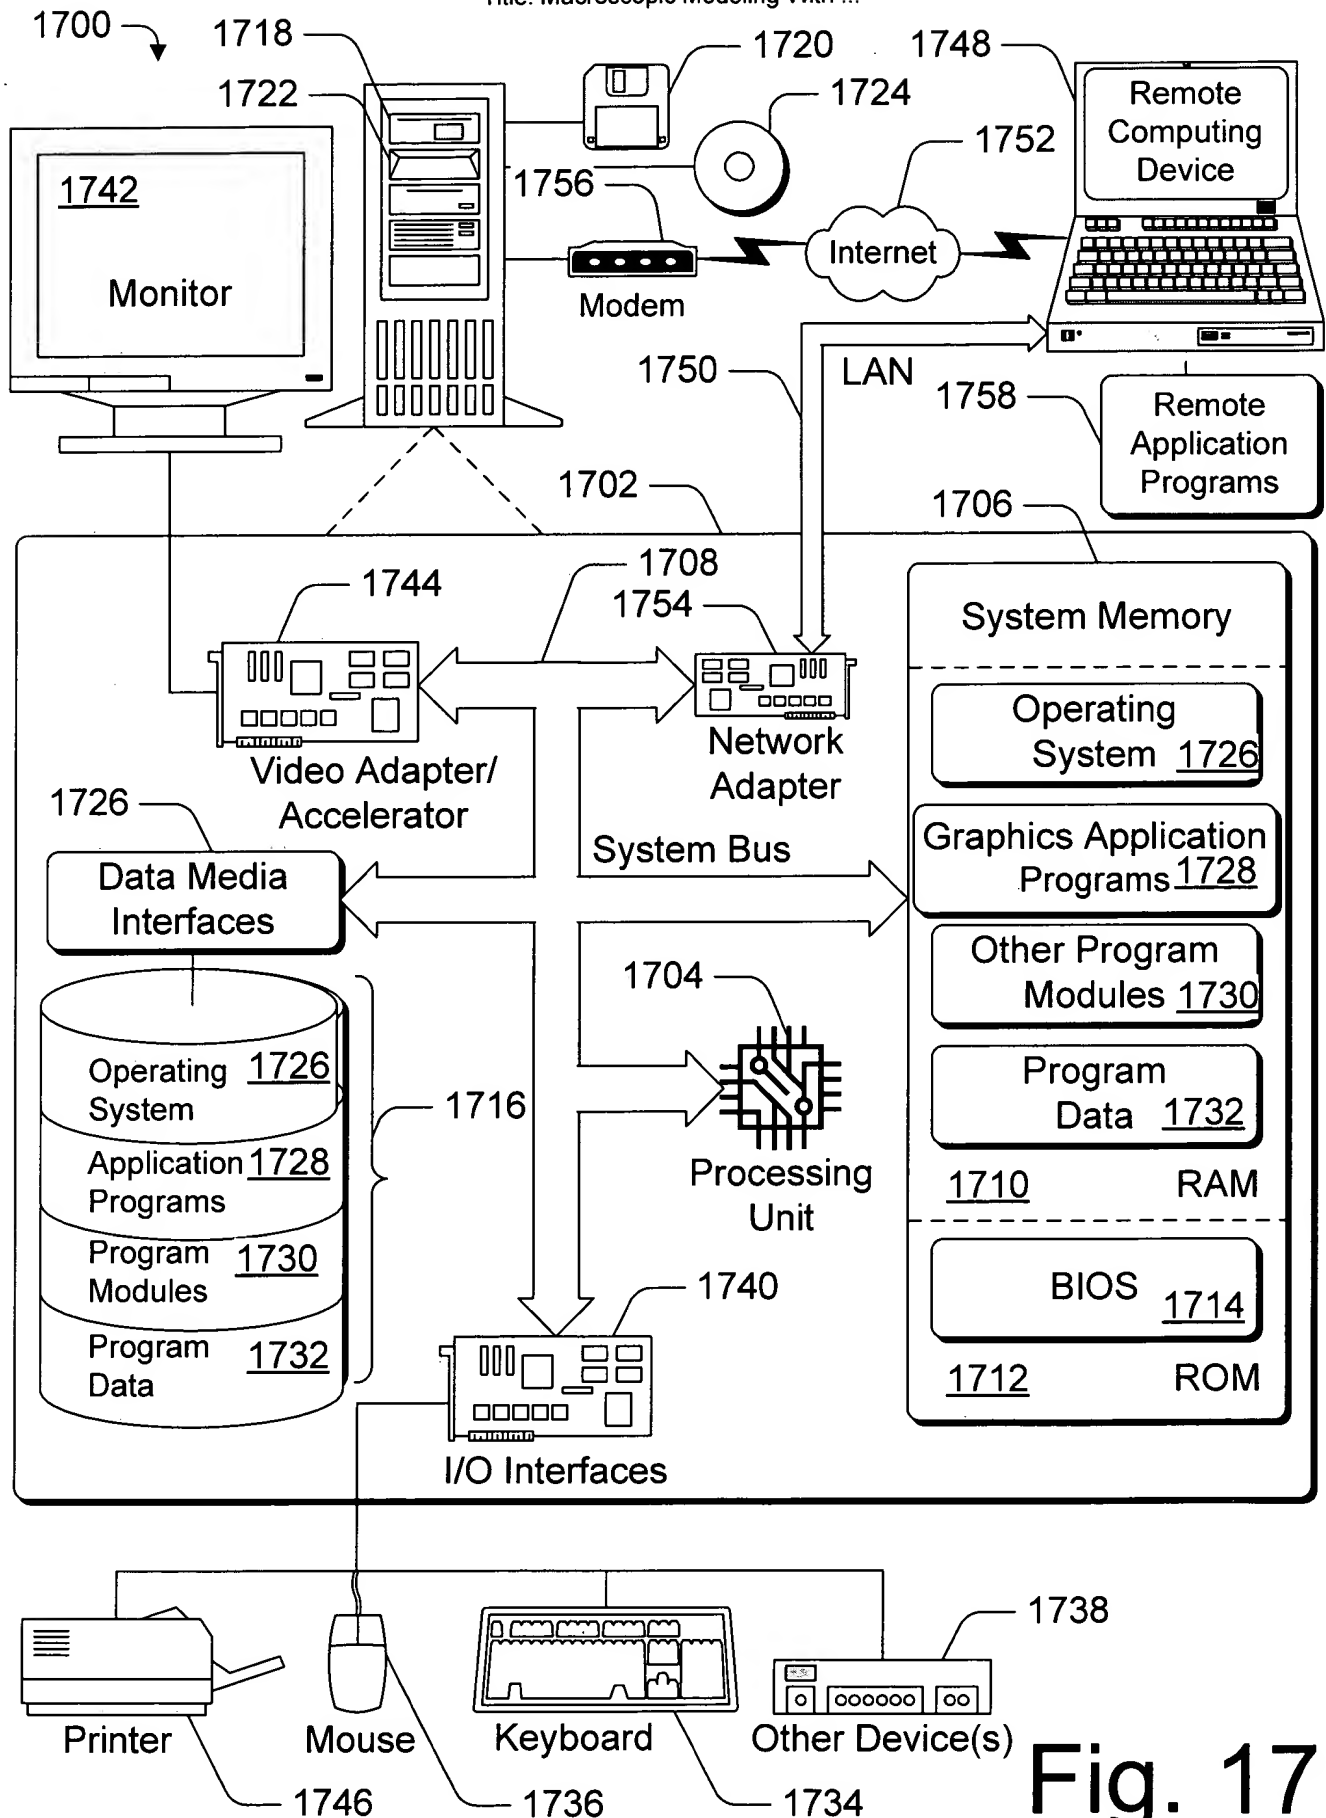 Title: Macroscopic Modeling With ...
1700
1718
1722
1720
1724
1748
1752
1756
1742
Monitor
Modem
Internet
Remote
Computing
Device
1750
LAN
1758
Remote
Application
Programs
1702
1706
1708
1744
1754
System Memory
Operating
System 1726
Network
Adapter
Video Adapter/
Accelerator
1726
Data Media
Interfaces
System Bus
Graphics Application
Programs 1728
Other Program
Modules 1730
1704
Program
Data 1732
Processing
Unit
1710 RAM
Operating 1726
System
1716
Application 1728
Programs
Program 1730
Modules
Program 1732
Data
BIOS 1714
1712 ROM
1740
I/O Interfaces
1738
Printer
Mouse
Keyboard
Other Device(s)
1746
1736
1734
Fig. 17